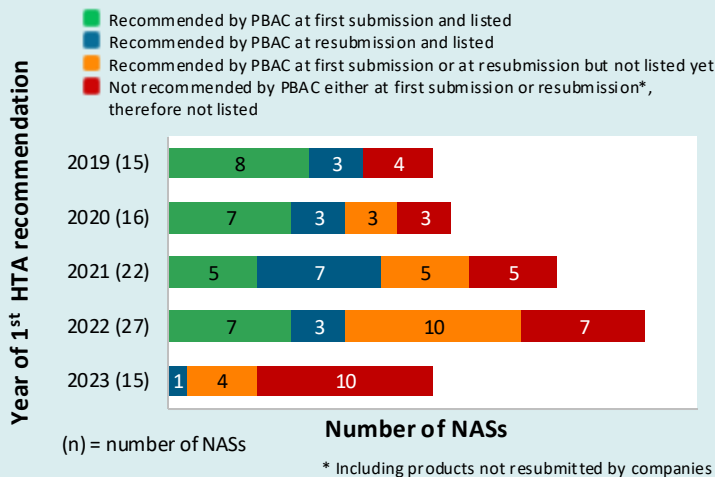 Recommended by PBAC at first submission and listed
Recommended by PBAC at resubmission and listed
Recommended by PBAC at first submission or at resubmission but not listed yet
Not recommended by PBAC either at first submission or resubmission*,
therefore not listed
Year of 1st HTA recommendation
2019 (15) 8 3 4
2020 (16) 7 3 3 3
2021 (22) 5 7 5 5
2022 (27) 7 3 10 7
2023 (15) 1 4 10
Number of NASs
(n) = number of NASs
* Including products not resubmitted by companies